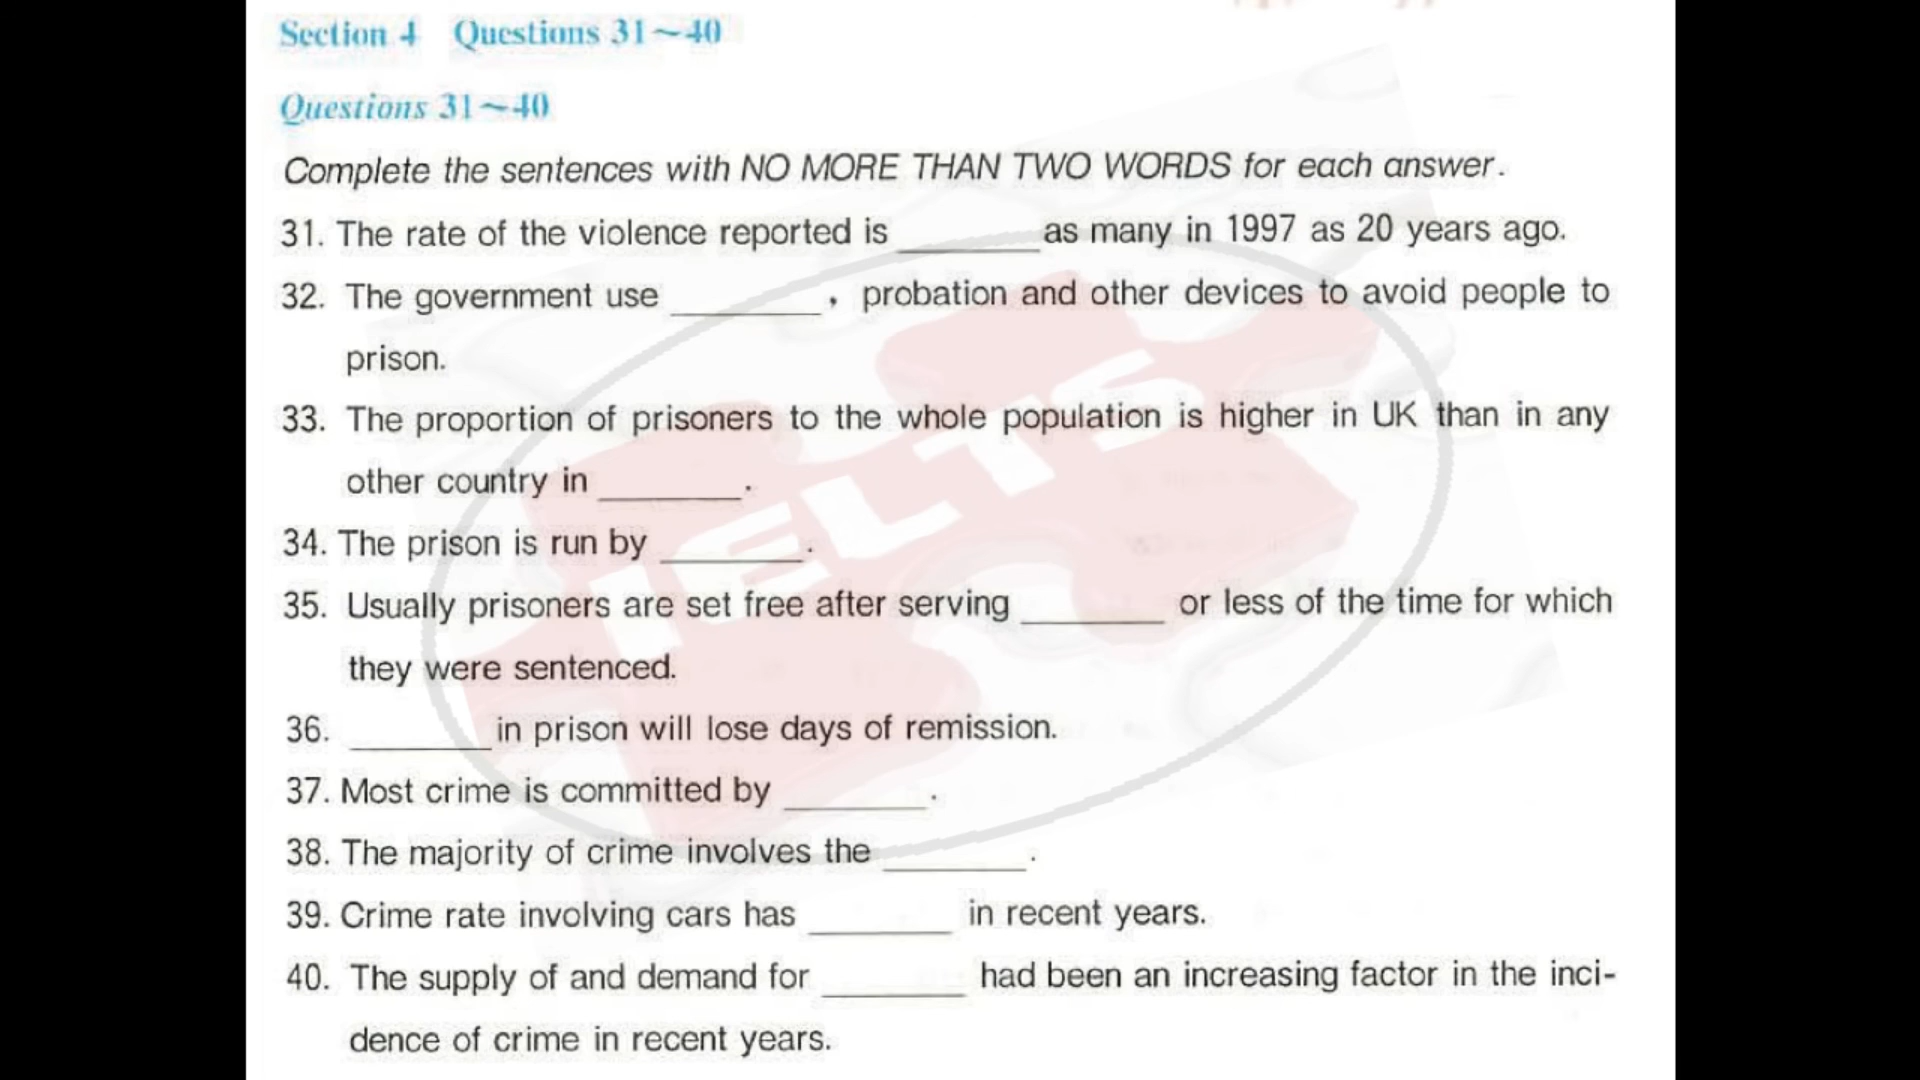 Section 4 Questions 31～40
Questions 31～40
Complete the sentences with NO MORE THAN TWO WORDS for each answer.
31. The rate of the violence reported is ________ as many in 1997 as 20 years ago.
32. The government use ________, probation and other devices to avoid people to
prison.
33. The proportion of prisoners to the whole population is higher in UK than in any
other country in ________.
34. The prison is run by ________.
35. Usually prisoners are set free after serving ________ or less of the time for which
they were sentenced.
36. ________ in prison will lose days of remission.
37. Most crime is committed by ________.
38. The majority of crime involves the ________.
39. Crime rate involving cars has ________ in recent years.
40. The supply of and demand for ________ had been an increasing factor in the inci-
dence of crime in recent years.
IELTS